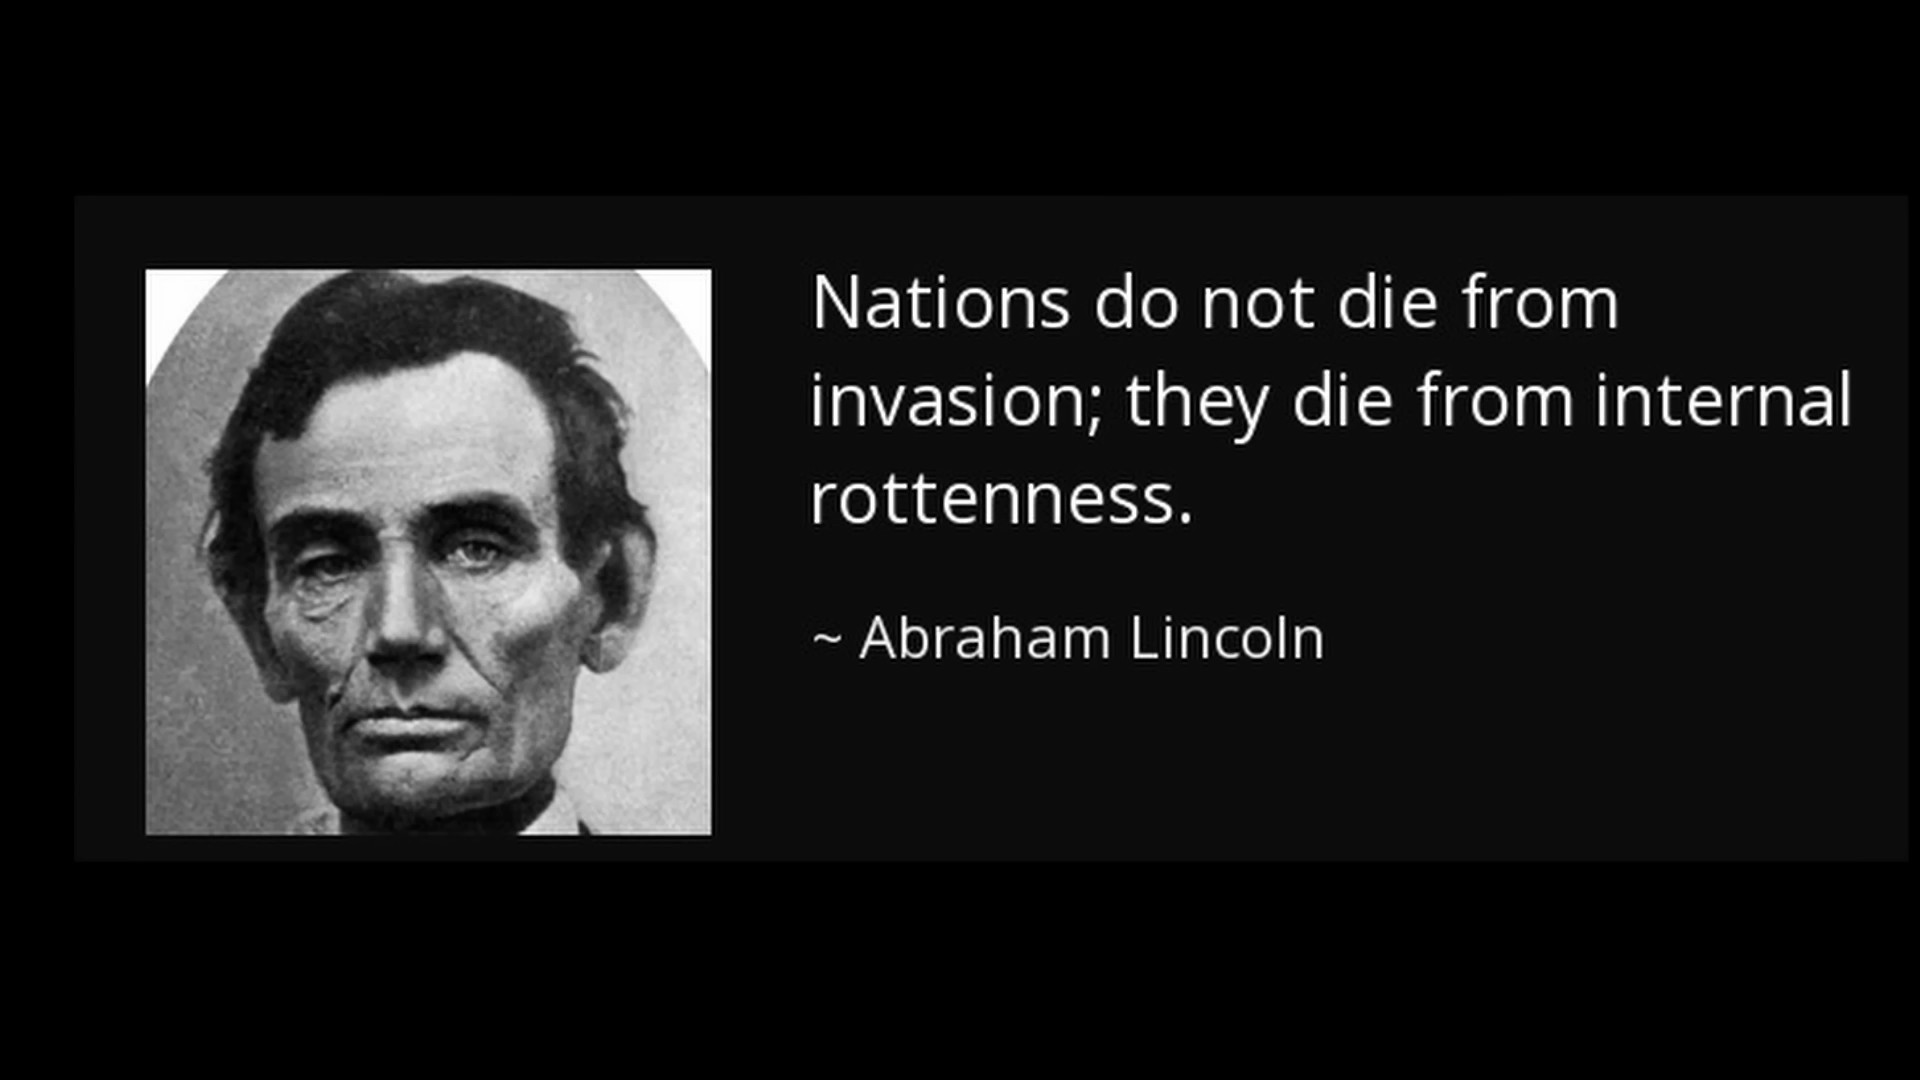 Nations do not die from
invasion; they die from internal
rottenness.
~ Abraham Lincoln